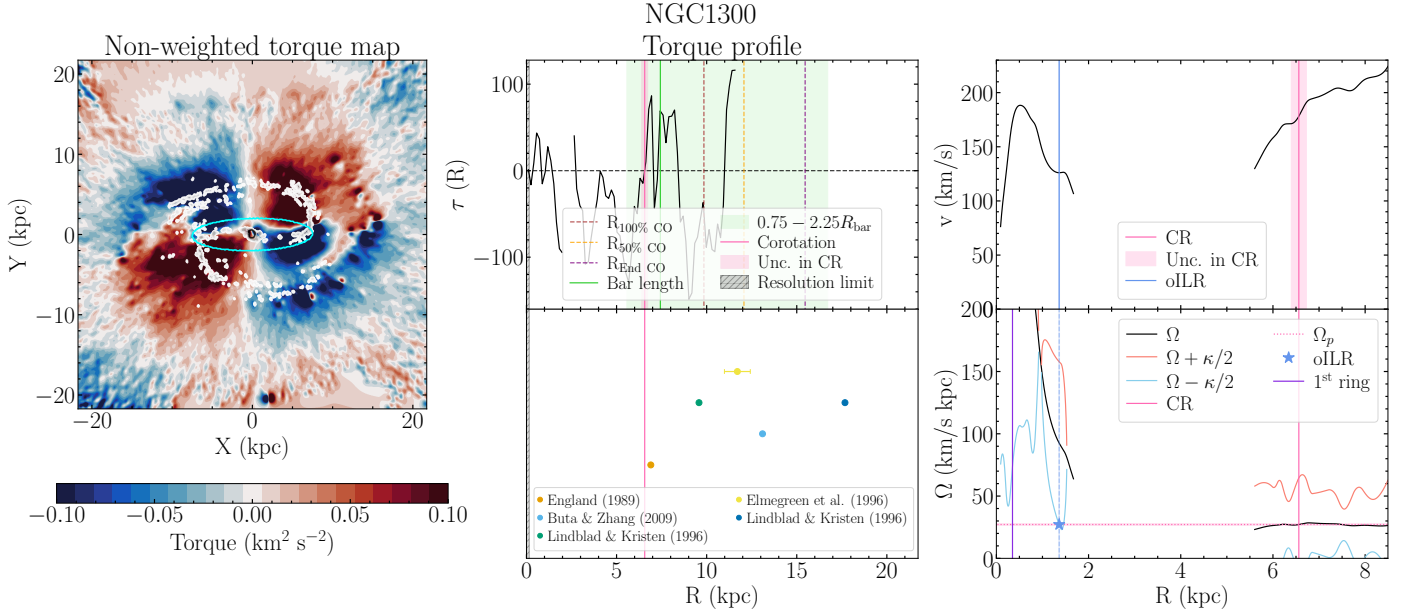 NGC1300
Non-weighted torque map
Torque profile
Y (kpc)
20
10
0
−10
−20
−20
0
20
X (kpc)
−0.10
−0.05
0.00
0.05
0.10
Torque (km² s⁻²)
τ (R)
100
0
−100
R100% CO
R50% CO
REnd CO
Bar length
0.75 − 2.25Rbar
Corotation
Unc. in CR
Resolution limit
England (1989)
Buta & Zhang (2009)
Lindblad & Kristen (1996)
Elmegreen et al. (1996)
Lindblad & Kristen (1996)
0
5
10
15
20
R (kpc)
v (km/s)
200
150
100
50
0
CR
Unc. in CR
oILR
Ω (km/s kpc)
200
150
100
50
0
Ω
Ω + κ/2
Ω − κ/2
CR
Ωp
oILR
1st ring
0
2
4
6
8
R (kpc)